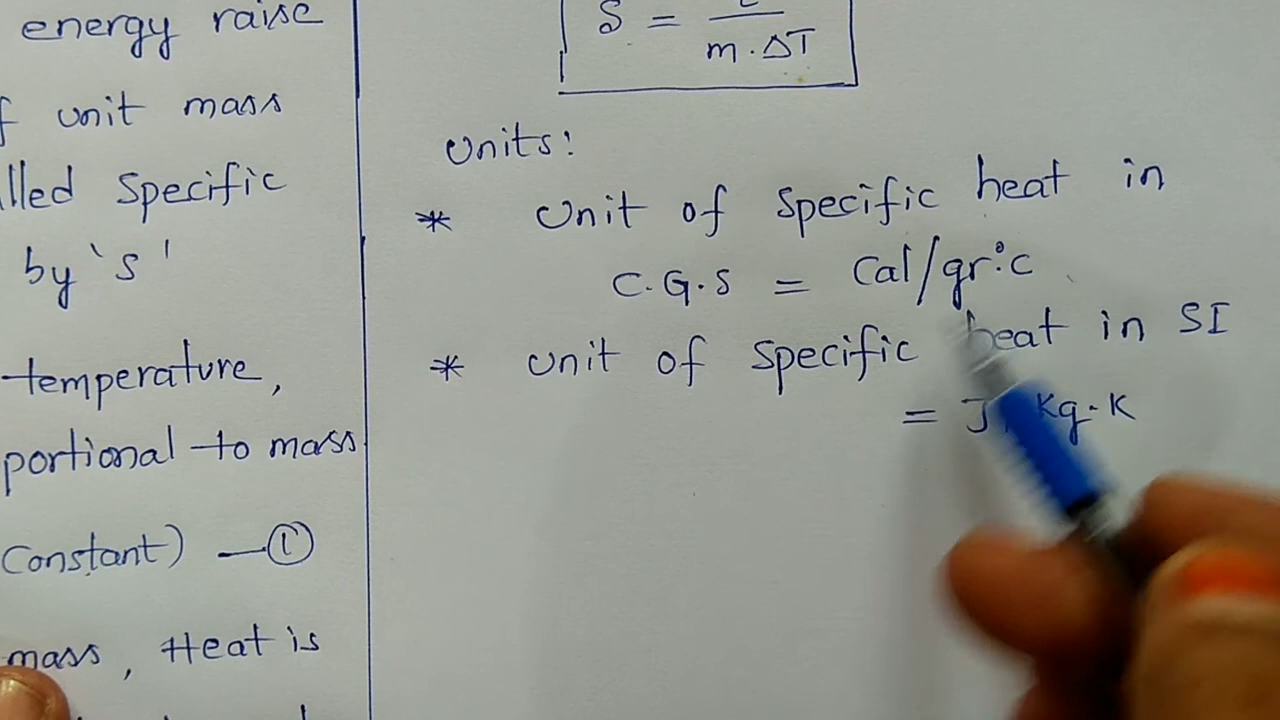 energy raise
f unit mass
lled Specific
by 's'
temperature,
portional to mass
Constant) — ①
mass, Heat is
S = 
m.ΔT
Units:
* Unit of Specific heat in
C.G.S = Cal/gr.°c
* Unit of Specific heat in SI
= J/Kg.K